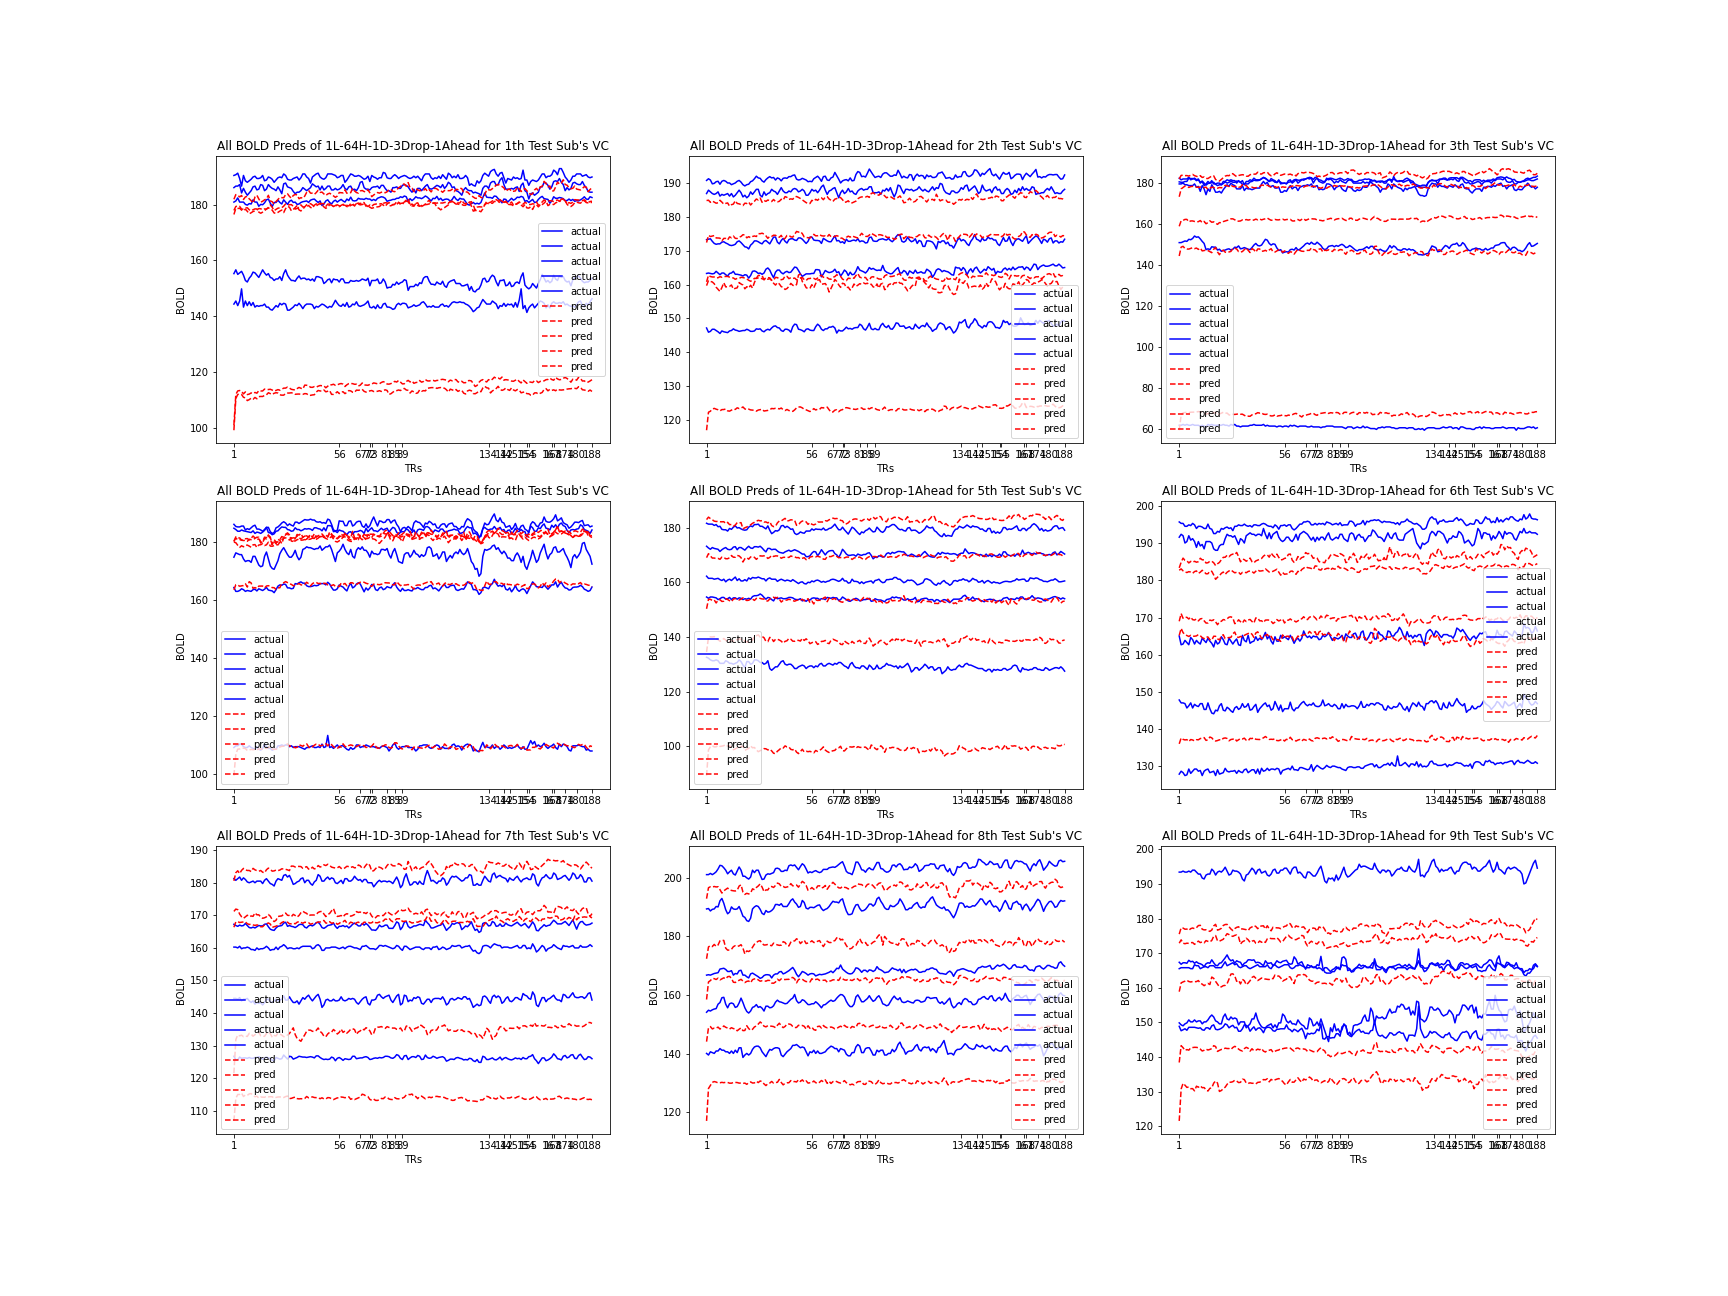 All BOLD Preds of 1L-64H-1D-3Drop-1Ahead for 1th Test Sub's VC
BOLD
180
160
140
120
100
actual
actual
actual
actual
actual
pred
pred
pred
pred
pred
1 56
TRs
All BOLD Preds of 1L-64H-1D-3Drop-1Ahead for 2th Test Sub's VC
BOLD
190
180
170
160
150
140
130
120
actual
actual
actual
actual
actual
pred
pred
pred
pred
pred
1 56
TRs
All BOLD Preds of 1L-64H-1D-3Drop-1Ahead for 3th Test Sub's VC
BOLD
180
160
140
120
100
80
60
actual
actual
actual
actual
actual
pred
pred
pred
pred
pred
1 56
TRs
All BOLD Preds of 1L-64H-1D-3Drop-1Ahead for 4th Test Sub's VC
BOLD
180
160
140
120
100
actual
actual
actual
actual
actual
pred
pred
pred
pred
pred
1 56
TRs
All BOLD Preds of 1L-64H-1D-3Drop-1Ahead for 5th Test Sub's VC
BOLD
180
160
140
120
100
actual
actual
actual
actual
actual
pred
pred
pred
pred
pred
1 56
TRs
All BOLD Preds of 1L-64H-1D-3Drop-1Ahead for 6th Test Sub's VC
BOLD
200
190
180
170
160
150
140
130
actual
actual
actual
actual
actual
pred
pred
pred
pred
pred
1 56
TRs
All BOLD Preds of 1L-64H-1D-3Drop-1Ahead for 7th Test Sub's VC
BOLD
190
180
170
160
150
140
130
120
110
actual
actual
actual
actual
actual
pred
pred
pred
pred
pred
1 56
TRs
All BOLD Preds of 1L-64H-1D-3Drop-1Ahead for 8th Test Sub's VC
BOLD
200
180
160
140
120
actual
actual
actual
actual
actual
pred
pred
pred
pred
pred
1 56
TRs
All BOLD Preds of 1L-64H-1D-3Drop-1Ahead for 9th Test Sub's VC
BOLD
200
190
180
170
160
150
140
130
120
actual
actual
actual
actual
actual
pred
pred
pred
pred
pred
1 56
TRs